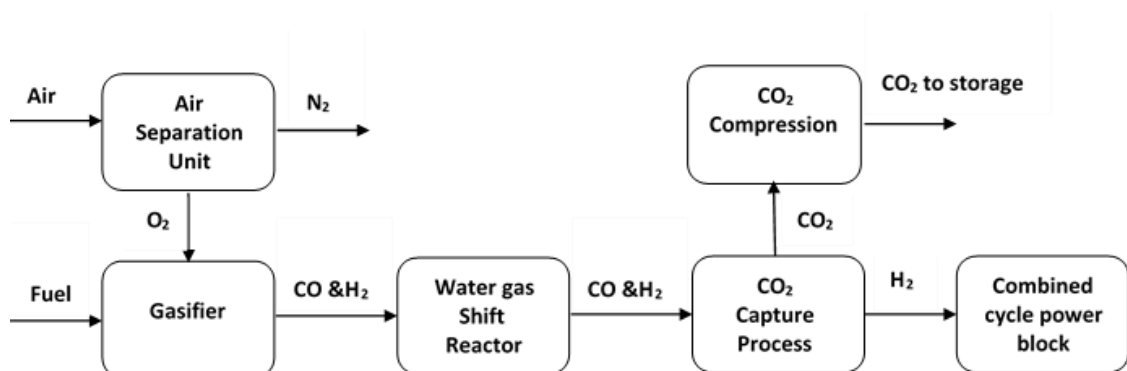 Air
Air
Separation
Unit
N₂
CO₂
Compression
CO₂ to storage
O₂
CO₂
Fuel
Gasifier
CO &H₂
Water gas
Shift
Reactor
CO &H₂
CO₂
Capture
Process
H₂
Combined
cycle power
block